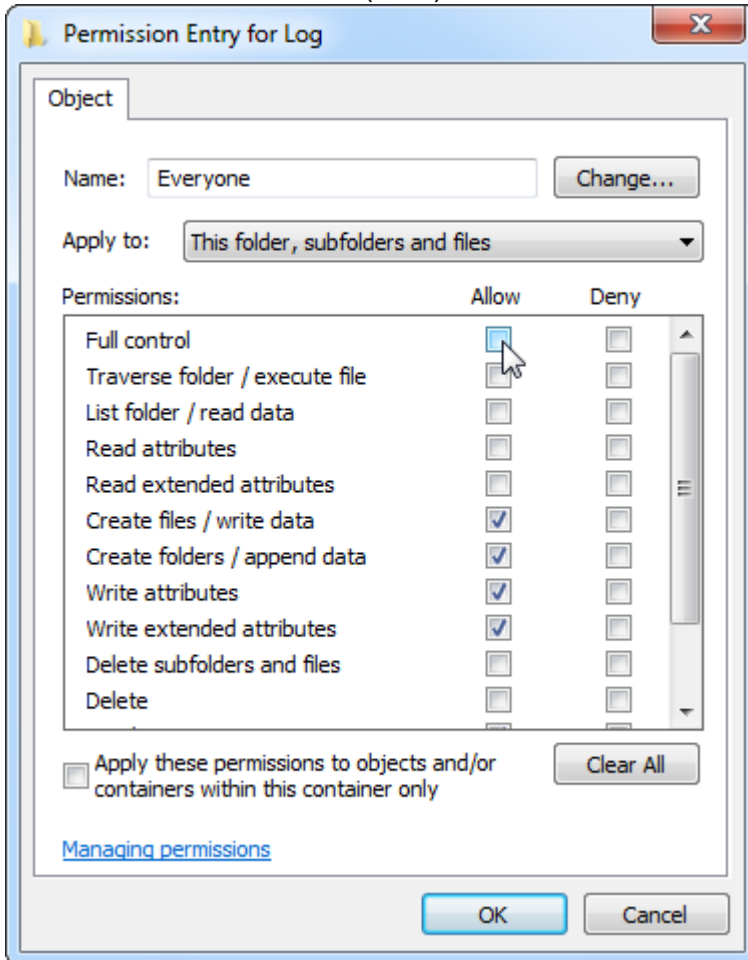 Permission Entry for Log
Object
Name: Everyone Change...
Apply to: This folder, subfolders and files
Permissions: Allow Deny
Full control
Traverse folder / execute file
List folder / read data
Read attributes
Read extended attributes
Create files / write data
Create folders / append data
Write attributes
Write extended attributes
Delete subfolders and files
Delete
Apply these permissions to objects and/or Clear All
containers within this container only
Managing permissions
OK Cancel